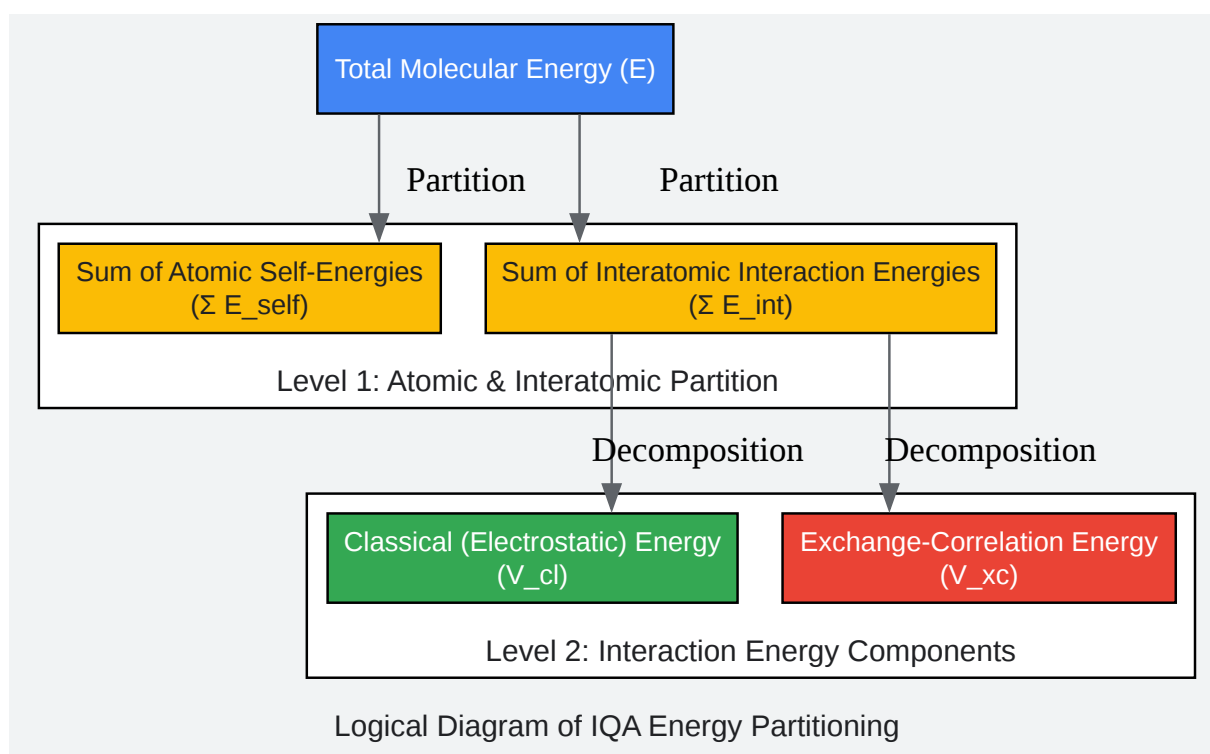 Total Molecular Energy (E)
Partition
Partition
Sum of Atomic Self-Energies
(Σ E_self)
Sum of Interatomic Interaction Energies
(Σ E_int)
Level 1: Atomic & Interatomic Partition
Decomposition
Decomposition
Classical (Electrostatic) Energy
(V_cl)
Exchange-Correlation Energy
(V_xc)
Level 2: Interaction Energy Components
Logical Diagram of IQA Energy Partitioning